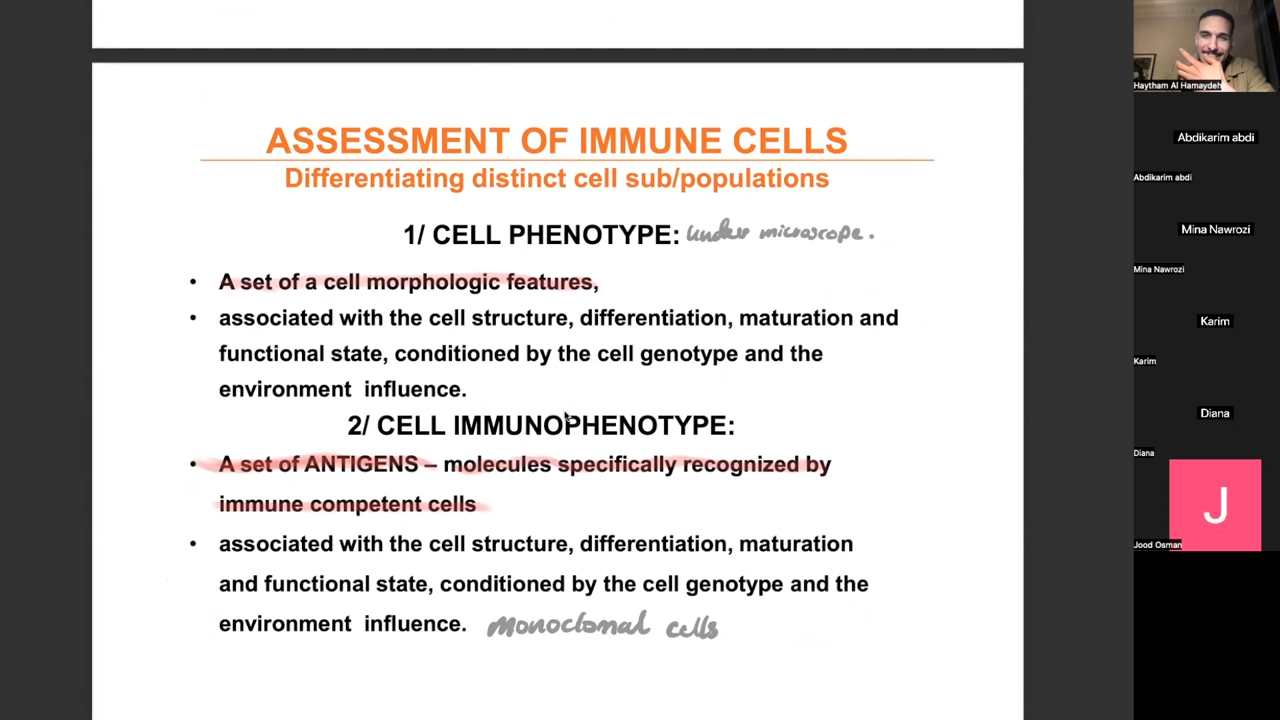 ASSESSMENT OF IMMUNE CELLS
Differentiating distinct cell sub/populations
1/ CELL PHENOTYPE: under microscope.
• A set of a cell morphologic features,
• associated with the cell structure, differentiation, maturation and
functional state, conditioned by the cell genotype and the
environment influence.
2/ CELL IMMUNOPHENOTYPE:
• A set of ANTIGENS – molecules specifically recognized by
immune competent cells
• associated with the cell structure, differentiation, maturation
and functional state, conditioned by the cell genotype and the
environment influence. Monoclonal cells
Haytham Al Hamaydeh
Abdikarim abdi
Abdikarim abdi
Mina Nawrozi
Mina Nawrozi
Karim
Karim
Diana
Diana
J
Jood Osman